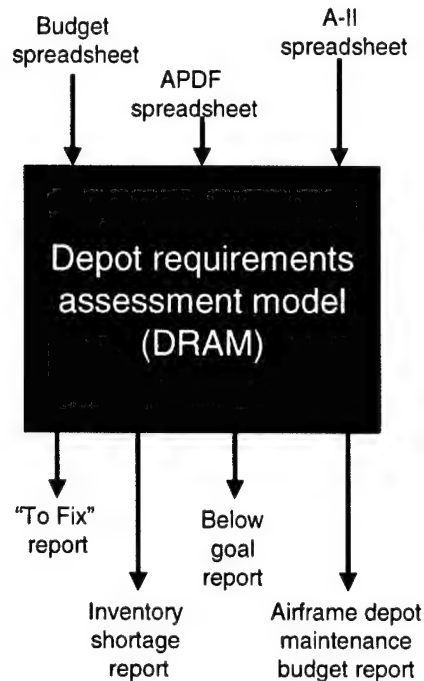 Budget
spreadsheet
APDF
spreadsheet
A-II
spreadsheet
Depot requirements
assessment model
(DRAM)
"To Fix"
report
Inventory
shortage
report
Below
goal
report
Airframe depot
maintenance
budget report